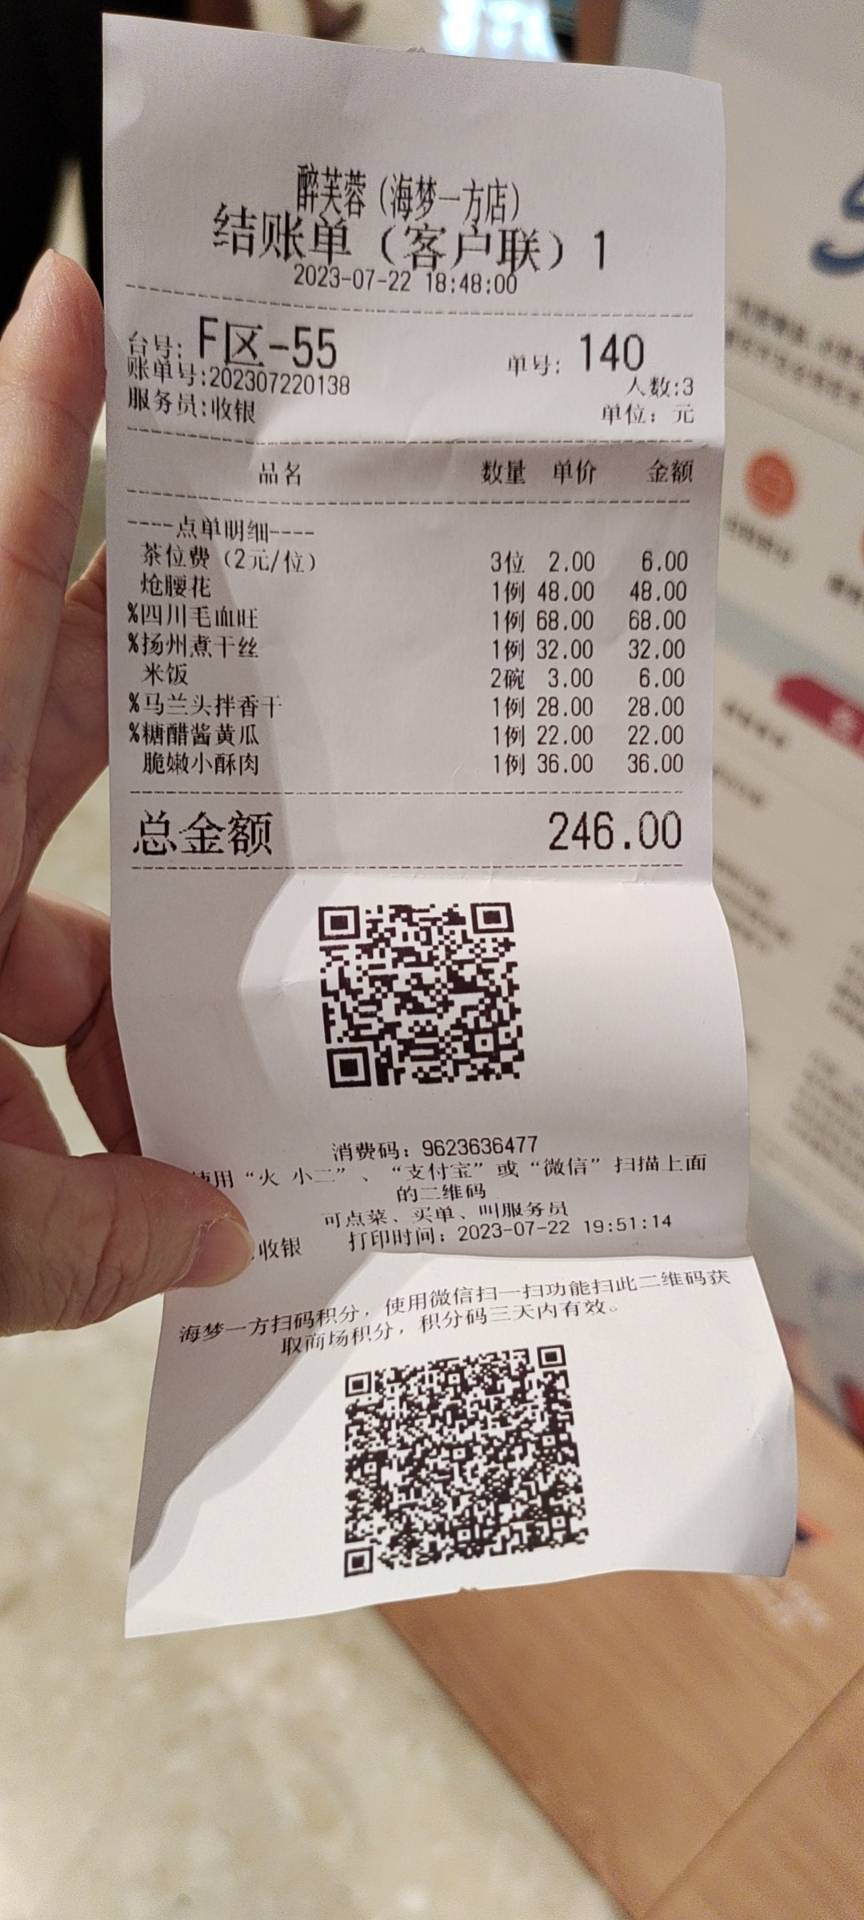 醉芙蓉（海梦一方店）
结账单（客户联）1
2023-07-22 18:48:00
台号: F区-55 单号: 140
账单号:202307220138 人数:3
服务员:收银 单位: 元
品名 数量 单价 金额
----点单明细----
茶位费（2元/位） 3位 2.00 6.00
炝腰花 1例 48.00 48.00
%四川毛血旺 1例 68.00 68.00
%扬州煮干丝 1例 32.00 32.00
米饭 2碗 3.00 6.00
%马兰头拌香干 1例 28.00 28.00
%糖醋酱黄瓜 1例 22.00 22.00
脆嫩小酥肉 1例 36.00 36.00
总金额 246.00
消费码: 9623636477
使用“火 小二”、“支付宝”或“微信”扫描上面
的二维码
可点菜、买单、叫服务员
收银 打印时间: 2023-07-22 19:51:14
海梦一方扫码积分, 使用微信扫一扫功能扫此二维码获
取商场积分, 积分码三天内有效。